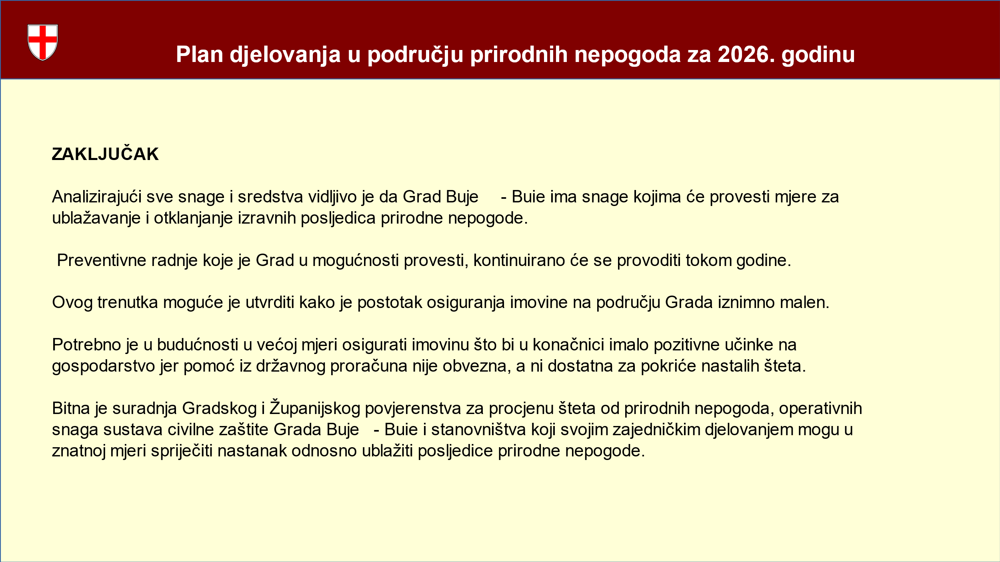 Plan djelovanja u području prirodnih nepogoda za 2026. godinu
ZAKLJUČAK
Analizirajući sve snage i sredstva vidljivo je da Grad Buje - Buie ima snage kojima će provesti mjere za
ublažavanje i otklanjanje izravnih posljedica prirodne nepogode.
Preventivne radnje koje je Grad u mogućnosti provesti, kontinuirano će se provoditi tokom godine.
Ovog trenutka moguće je utvrditi kako je postotak osiguranja imovine na području Grada iznimno malen.
Potrebno je u budućnosti u većoj mjeri osigurati imovinu što bi u konačnici imalo pozitivne učinke na
gospodarstvo jer pomoć iz državnog proračuna nije obvezna, a ni dostatna za pokriće nastalih šteta.
Bitna je suradnja Gradskog i Županijskog povjerenstva za procjenu šteta od prirodnih nepogoda, operativnih
snaga sustava civilne zaštite Grada Buje - Buie i stanovništva koji svojim zajedničkim djelovanjem mogu u
znatnoj mjeri spriječiti nastanak odnosno ublažiti posljedice prirodne nepogode.